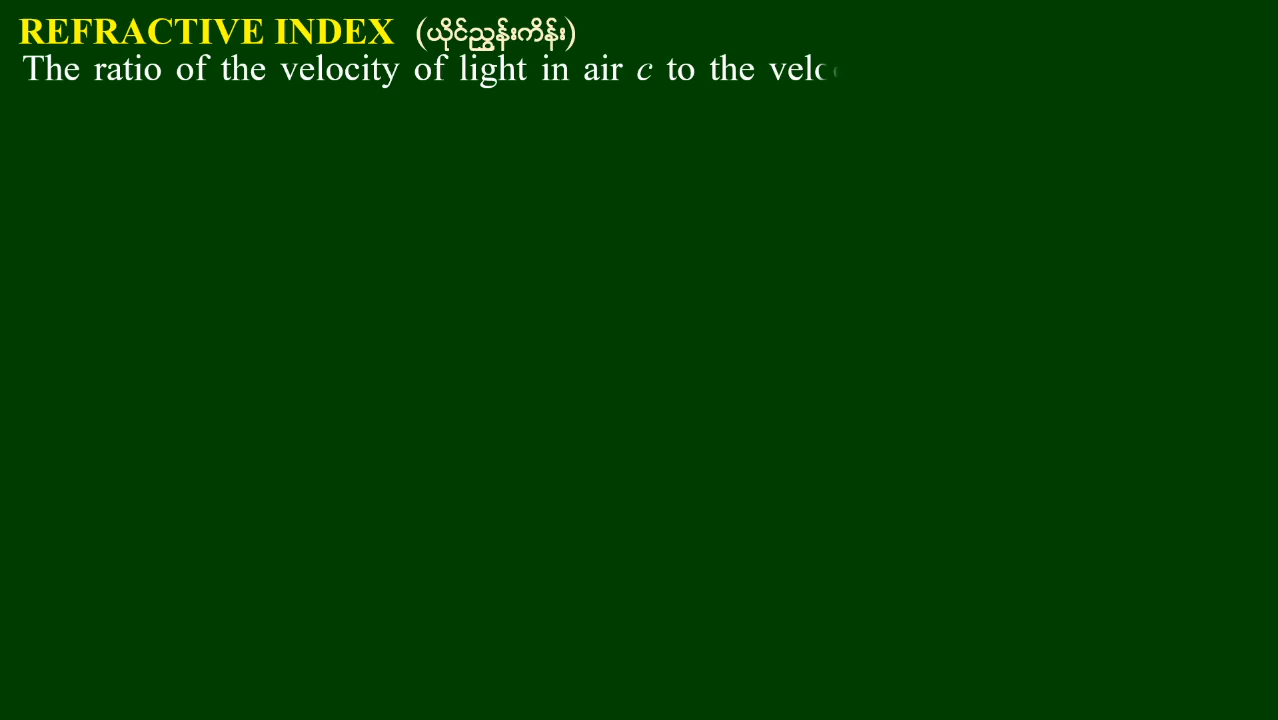 REFRACTIVE INDEX (ယိုင်ညွှန်းကိန်း)
The ratio of the velocity of light in air c to the